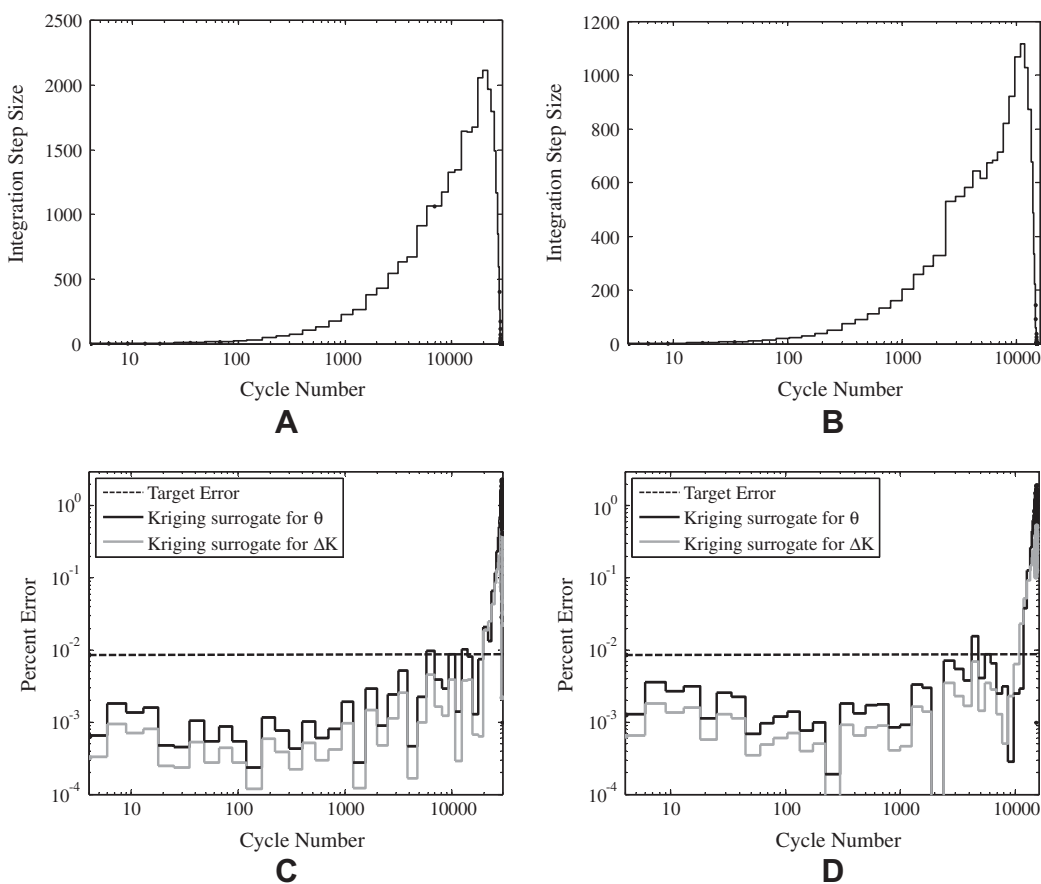 2500
2000
1500
1000
500
0
Integration Step Size
10
100
1000
10000
Cycle Number
A
1200
1000
800
600
400
200
0
Integration Step Size
10
100
1000
10000
Cycle Number
B
10^0
10^-1
10^-2
10^-3
10^-4
Percent Error
Target Error
Kriging surrogate for θ
Kriging surrogate for ΔK
10
100
1000
10000
Cycle Number
C
10^0
10^-1
10^-2
10^-3
10^-4
Percent Error
Target Error
Kriging surrogate for θ
Kriging surrogate for ΔK
10
100
1000
10000
Cycle Number
D